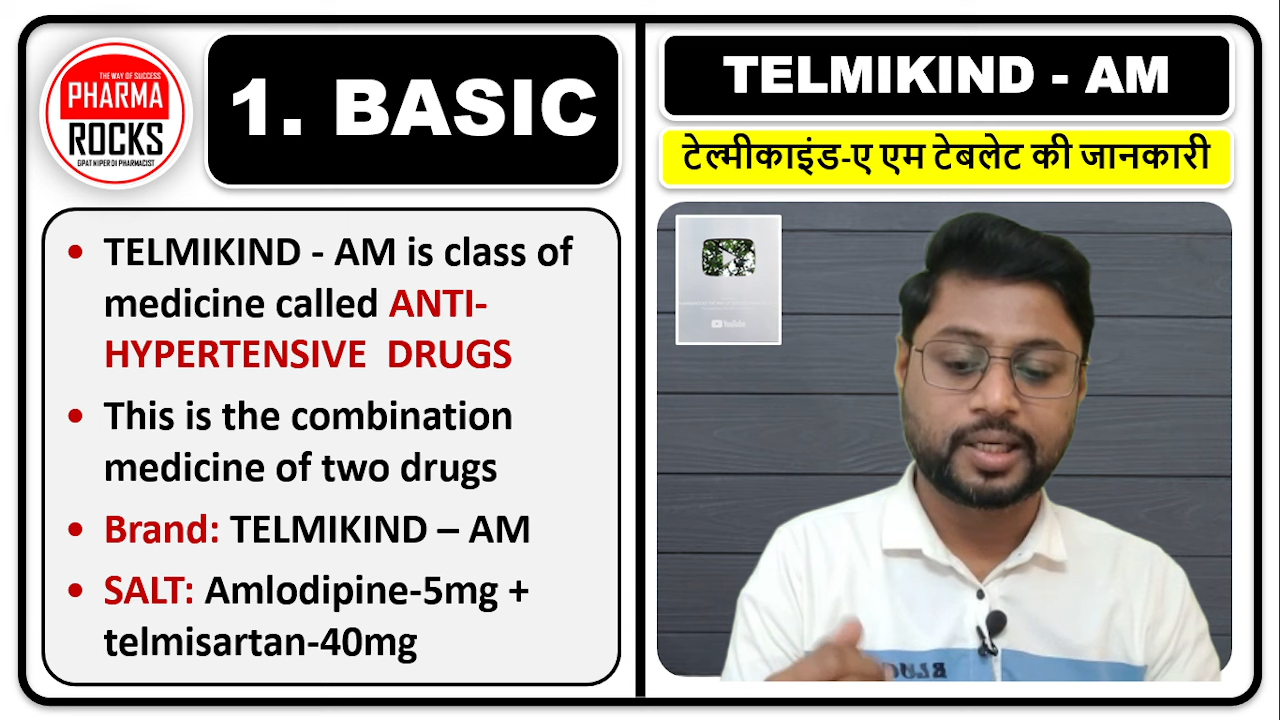 THE WAY OF SUCCESS
PHARMA
ROCKS
GPAT NIPER DI PHARMACIST
1. BASIC
• TELMIKIND - AM is class of
medicine called ANTI-
HYPERTENSIVE DRUGS
• This is the combination
medicine of two drugs
• Brand: TELMIKIND – AM
• SALT: Amlodipine-5mg +
telmisartan-40mg
TELMIKIND - AM
टेल्मीकाइंड-ए एम टेबलेट की जानकारी
YouTube